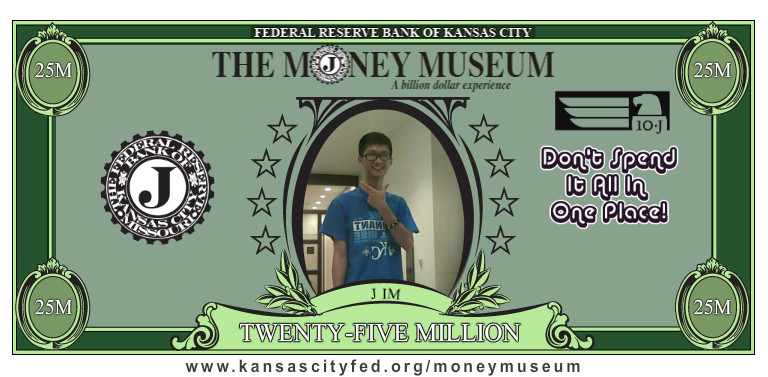 FEDERAL RESERVE BANK OF KANSAS CITY
THE MONEY MUSEUM
A billion dollar experience
25M
25M
10·J
THE FEDERAL RESERVE
BANK OF
J
KANSAS CITY
MISSOURI
Don't Spend
It All In
One Place!
KC
J IM
25M
25M
TWENTY-FIVE MILLION
www.kansascityfed.org/moneymuseum